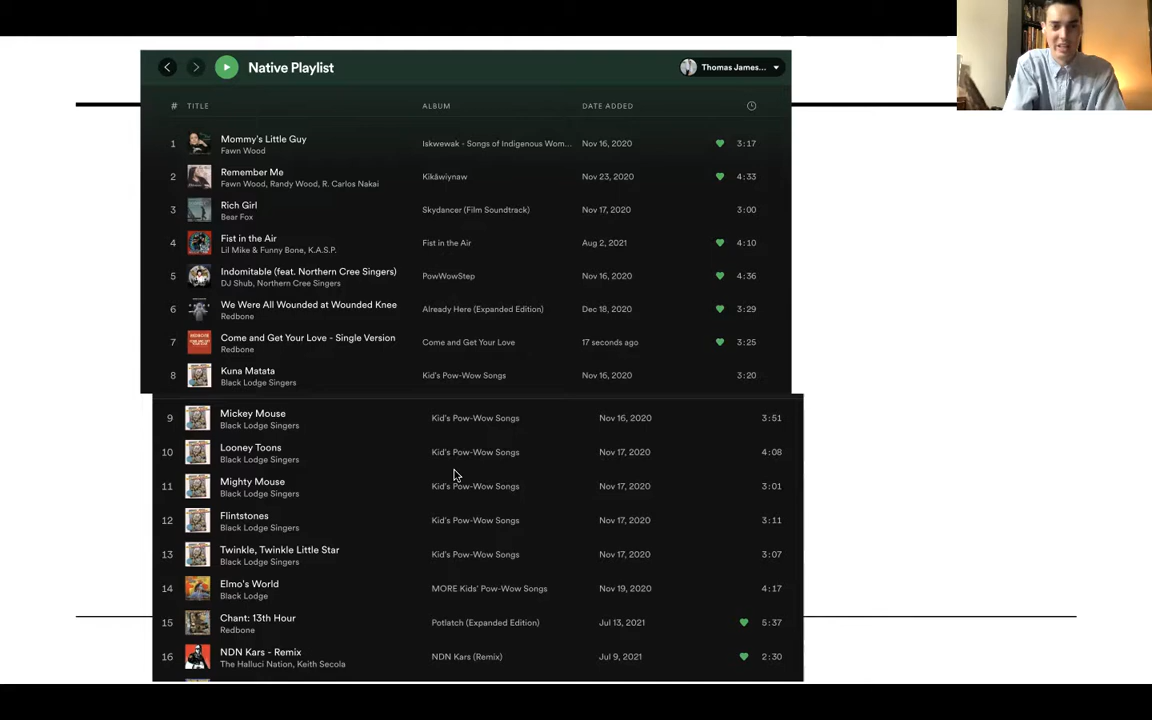 Native Playlist
Thomas James...
# TITLE ALBUM DATE ADDED
1 Mommy's Little Guy Iskwewak - Songs of Indigenous Wom... Nov 16, 2020 3:17
Fawn Wood
2 Remember Me Kikâwiynaw Nov 23, 2020 4:33
Fawn Wood, Randy Wood, R. Carlos Nakai
3 Rich Girl Skydancer (Film Soundtrack) Nov 17, 2020 3:00
Bear Fox
4 Fist in the Air Fist in the Air Aug 2, 2021 4:10
Lil Mike & Funny Bone, K.A.S.P.
5 Indomitable (feat. Northern Cree Singers) PowWowStep Nov 16, 2020 4:36
DJ Shub, Northern Cree Singers
6 We Were All Wounded at Wounded Knee Already Here (Expanded Edition) Dec 18, 2020 3:29
Redbone
7 Come and Get Your Love - Single Version Come and Get Your Love 17 seconds ago 3:25
Redbone
8 Kuna Matata Kid's Pow-Wow Songs Nov 16, 2020 3:20
Black Lodge Singers
9 Mickey Mouse Kid's Pow-Wow Songs Nov 16, 2020 3:51
Black Lodge Singers
10 Looney Toons Kid's Pow-Wow Songs Nov 17, 2020 4:08
Black Lodge Singers
11 Mighty Mouse Kid's Pow-Wow Songs Nov 17, 2020 3:01
Black Lodge Singers
12 Flintstones Kid's Pow-Wow Songs Nov 17, 2020 3:11
Black Lodge Singers
13 Twinkle, Twinkle Little Star Kid's Pow-Wow Songs Nov 17, 2020 3:07
Black Lodge Singers
14 Elmo's World MORE Kids' Pow-Wow Songs Nov 19, 2020 4:17
Black Lodge
15 Chant: 13th Hour Potlatch (Expanded Edition) Jul 13, 2021 5:37
Redbone
16 NDN Kars - Remix NDN Kars (Remix) Jul 9, 2021 2:30
The Halluci Nation, Keith Secola